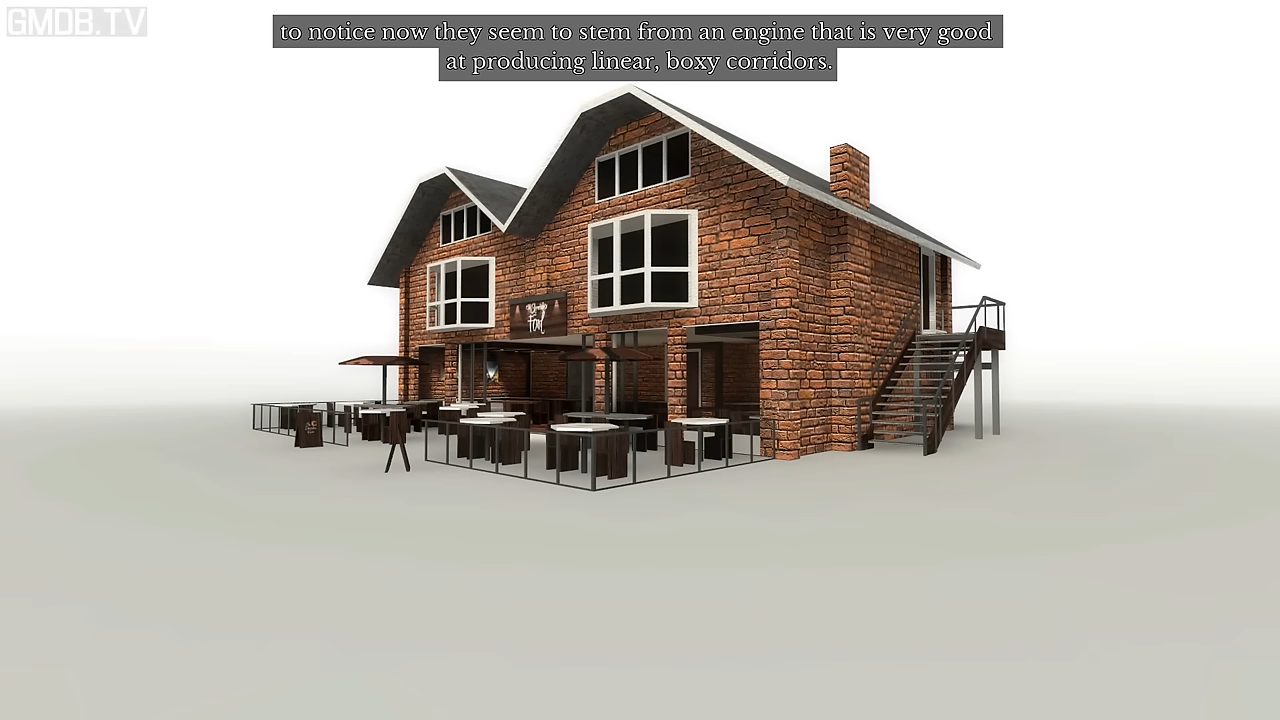 GMDB.TV
to notice now they seem to stem from an engine that is very good
at producing linear, boxy corridors.